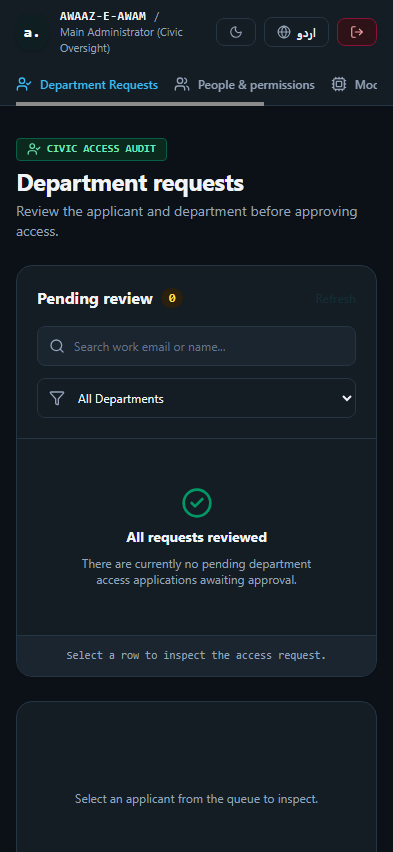 a.
AWAAZ-E-AWAM /
Main Administrator (Civic
Oversight)
اردو
Department Requests
People & permissions
Moc
CIVIC ACCESS AUDIT
Department requests
Review the applicant and department before approving
access.
Pending review 0
Refresh
Search work email or name...
All Departments
All requests reviewed
There are currently no pending department
access applications awaiting approval.
Select a row to inspect the access request.
Select an applicant from the queue to inspect.